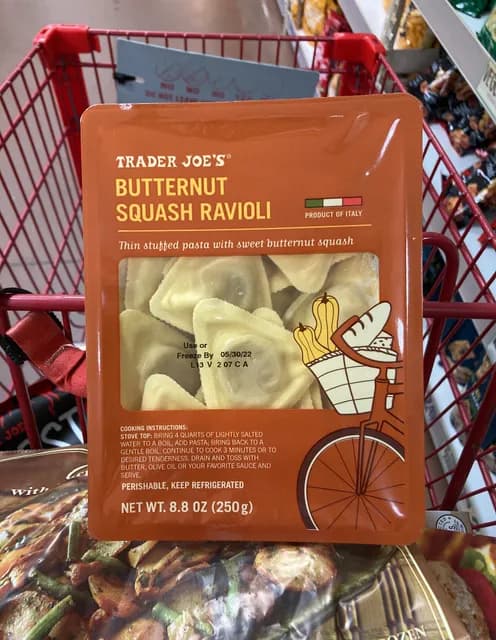 TRADER JOE'S®
BUTTERNUT
SQUASH RAVIOLI
PRODUCT OF ITALY
Thin stuffed pasta with sweet butternut squash
Use or
Freeze By 05/30/22
L13 V 2 07 C A
COOKING INSTRUCTIONS:
STOVE TOP: BRING 4 QUARTS OF LIGHTLY SALTED
WATER TO A BOIL, ADD PASTA; BRING BACK TO A
GENTLE BOIL. CONTINUE TO COOK 3 MINUTES OR TO
DESIRED TENDERNESS. DRAIN AND TOSS WITH
BUTTER, OLIVE OIL OR YOUR FAVORITE SAUCE AND
SERVE.
PERISHABLE, KEEP REFRIGERATED
NET WT. 8.8 OZ (250g)
with